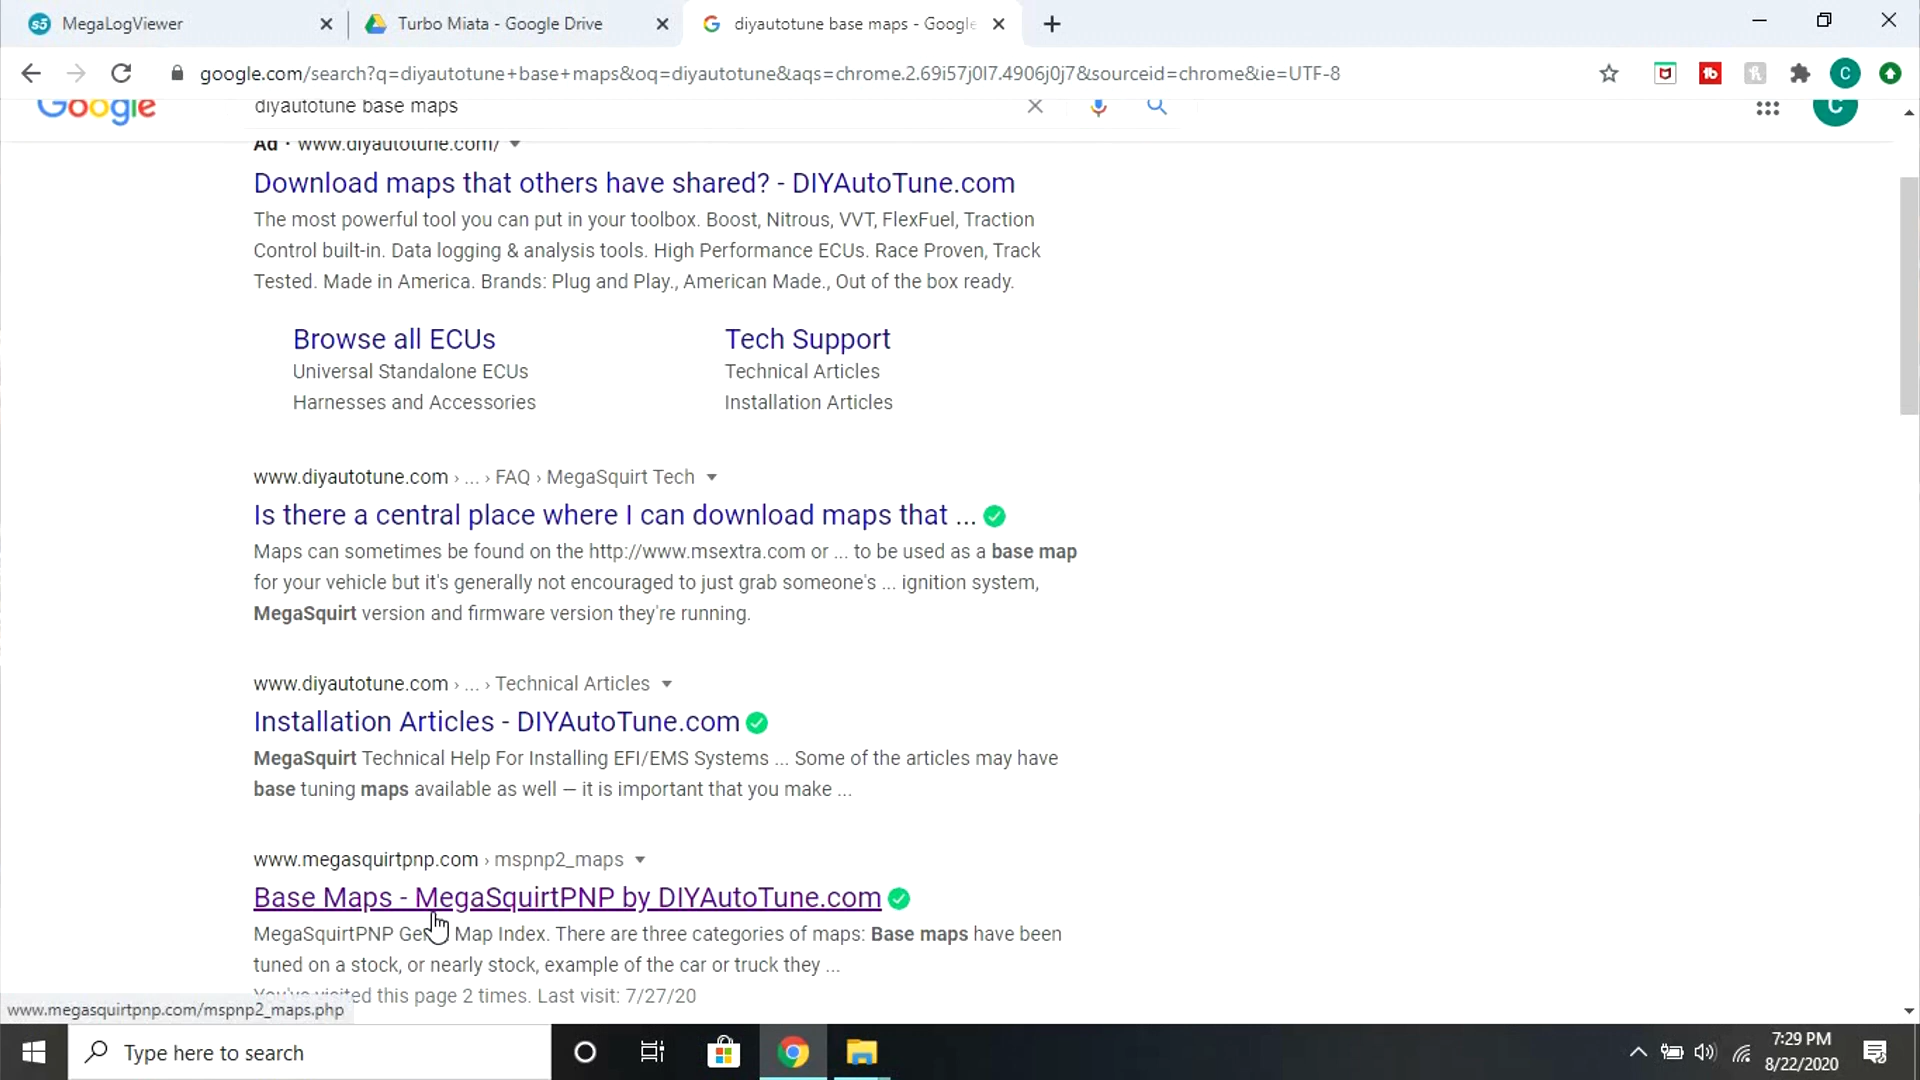 MegaLogViewer
Turbo Miata - Google Drive
diyautotune base maps - Google
google.com/search?q=diyautotune+base+maps&oq=diyautotune&aqs=chrome.2.69i57j0l7.4906j0j7&sourceid=chrome&ie=UTF-8
C
Google
diyautotune base maps
C
Ad · www.diyautotune.com/
Download maps that others have shared? - DIYAutoTune.com
The most powerful tool you can put in your toolbox. Boost, Nitrous, VVT, FlexFuel, Traction
Control built-in. Data logging & analysis tools. High Performance ECUs. Race Proven, Track
Tested. Made in America. Brands: Plug and Play., American Made., Out of the box ready.
Browse all ECUs
Universal Standalone ECUs
Harnesses and Accessories
Tech Support
Technical Articles
Installation Articles
www.diyautotune.com › ... › FAQ › MegaSquirt Tech
Is there a central place where I can download maps that ...
Maps can sometimes be found on the http://www.msextra.com or ... to be used as a base map
for your vehicle but it's generally not encouraged to just grab someone's ... ignition system,
MegaSquirt version and firmware version they're running.
www.diyautotune.com › ... › Technical Articles
Installation Articles - DIYAutoTune.com
MegaSquirt Technical Help For Installing EFI/EMS Systems ... Some of the articles may have
base tuning maps available as well — it is important that you make ...
www.megasquirtpnp.com › mspnp2_maps
Base Maps - MegaSquirtPNP by DIYAutoTune.com
MegaSquirtPNP Map Index. There are three categories of maps: Base maps have been
tuned on a stock, or nearly stock, example of the car or truck they ...
You've visited this page 2 times. Last visit: 7/27/20
www.megasquirtpnp.com/mspnp2_maps.php
Type here to search
7:29 PM
8/22/2020